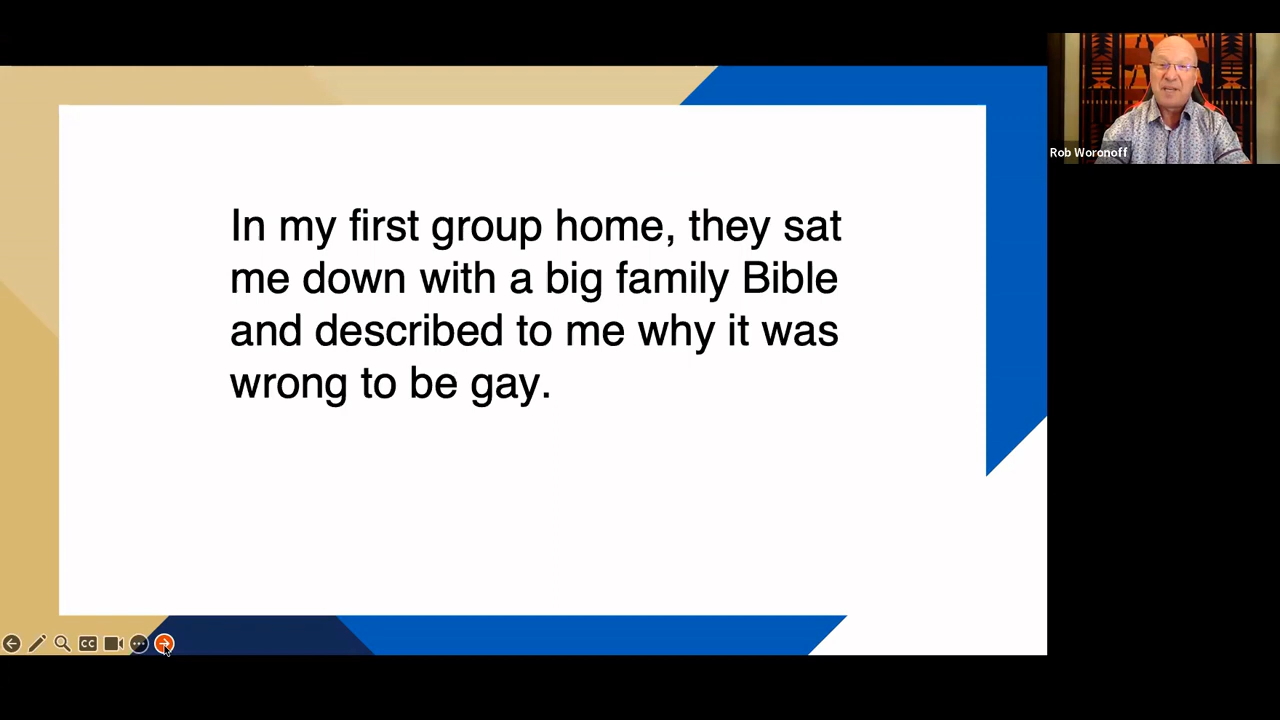 In my first group home, they sat
me down with a big family Bible
and described to me why it was
wrong to be gay.
Rob Woronoff
CC